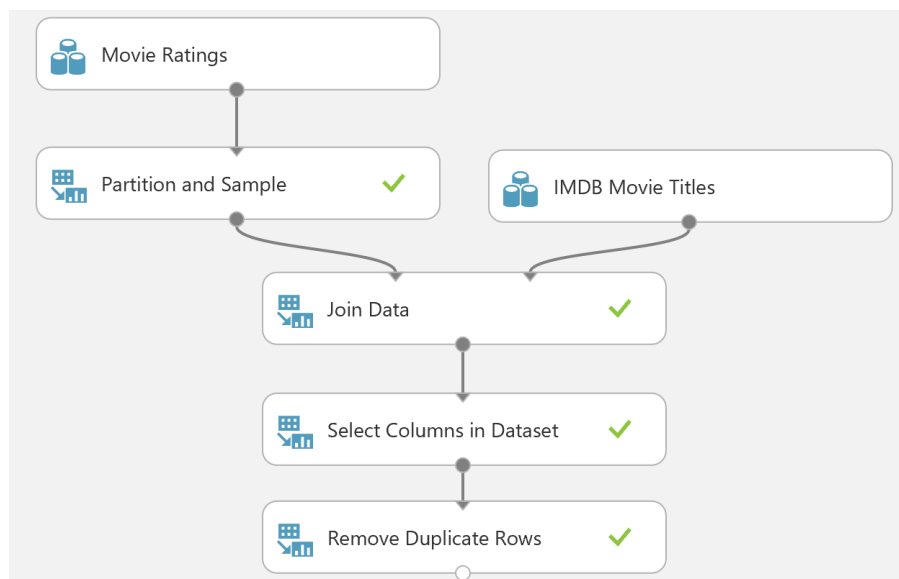 Movie Ratings
Partition and Sample
IMDB Movie Titles
Join Data
Select Columns in Dataset
Remove Duplicate Rows